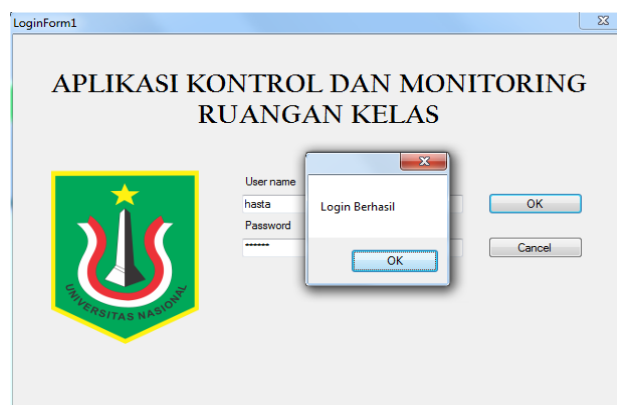 LoginForm1
APLIKASI KONTROL DAN MONITORING
RUANGAN KELAS
User name
hasta
Password
******
OK
Cancel
Login Berhasil
OK
UNIVERSITAS NASIONAL